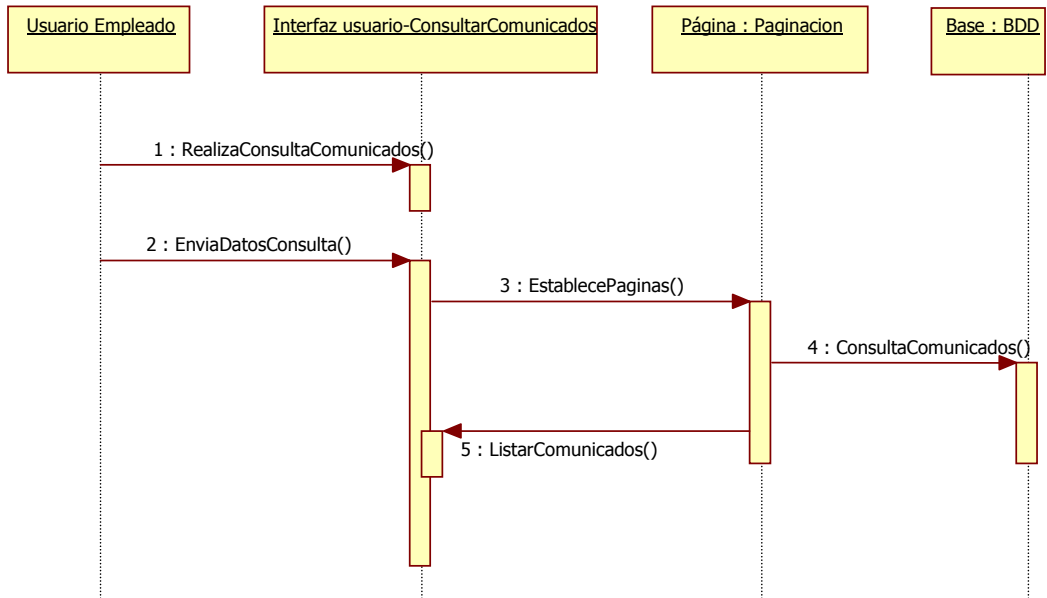 Usuario Empleado
Interfaz usuario-ConsultarComunicados
Página : Paginacion
Base : BDD
1 : RealizaConsultaComunicados()
2 : EnviaDatosConsulta()
3 : EstablecePaginas()
4 : ConsultaComunicados()
5 : ListarComunicados()